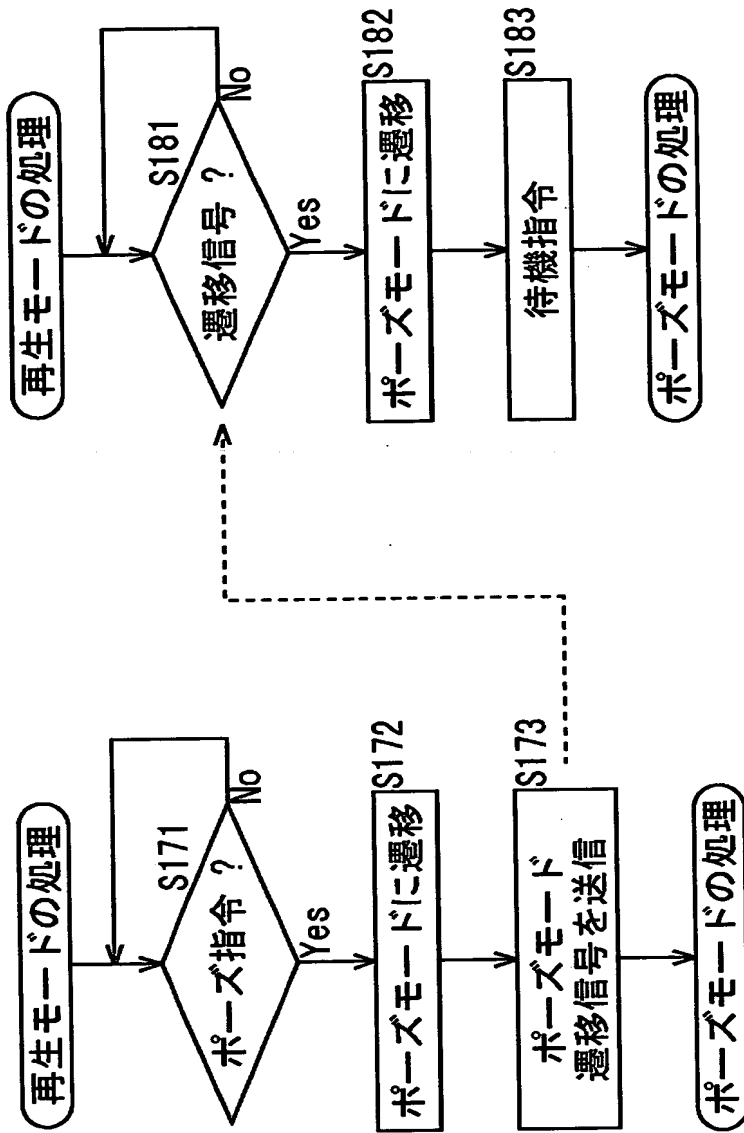 再生モードの処理
S171
ポーズ指令 ?
No
Yes
S172
ポーズモードに遷移
S173
ポーズモード
遷移信号を送信
ポーズモードの処理
再生モードの処理
S181
遷移信号 ?
No
Yes
S182
ポーズモードに遷移
S183
待機指令
ポーズモードの処理